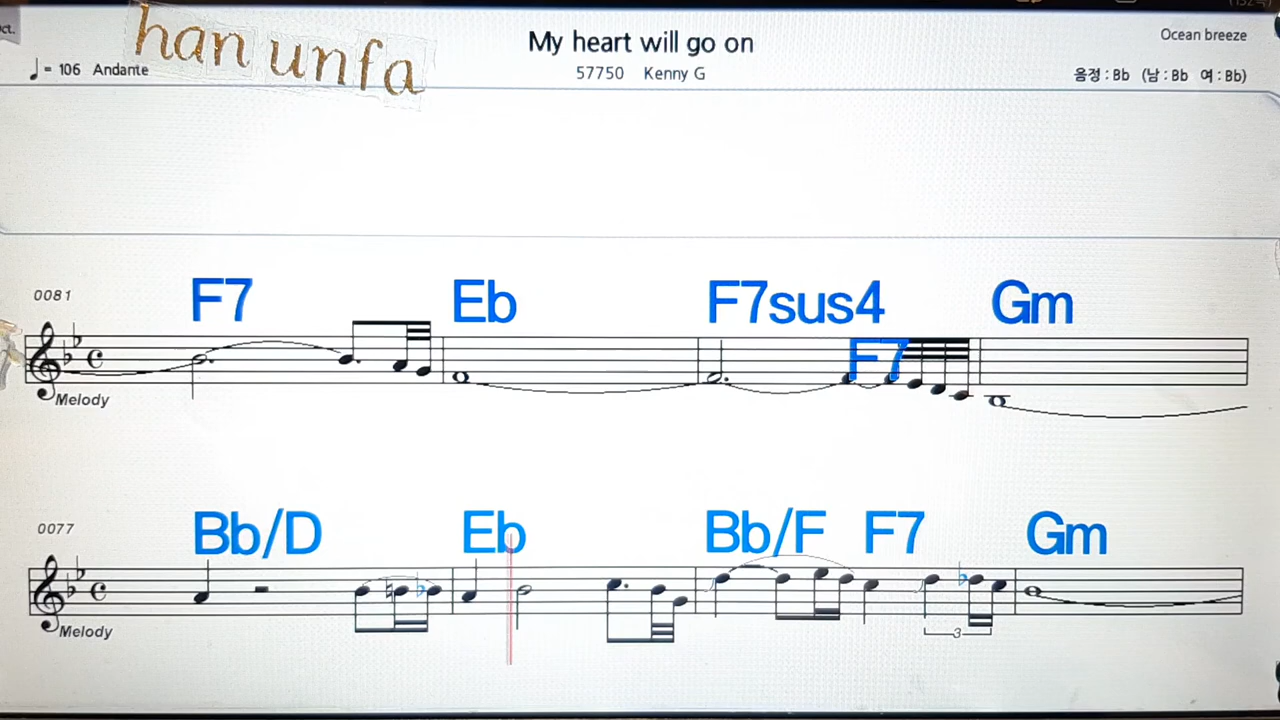 han unfa
My heart will go on
Ocean breeze
♩= 106 Andante
57750 Kenny G
음정 : Bb (남 : Bb 여 : Bb)
F7 Eb F7sus4 F7 Gm
0081
Melody
Bb/D Eb Bb/F F7 Gm
0077
Melody
3